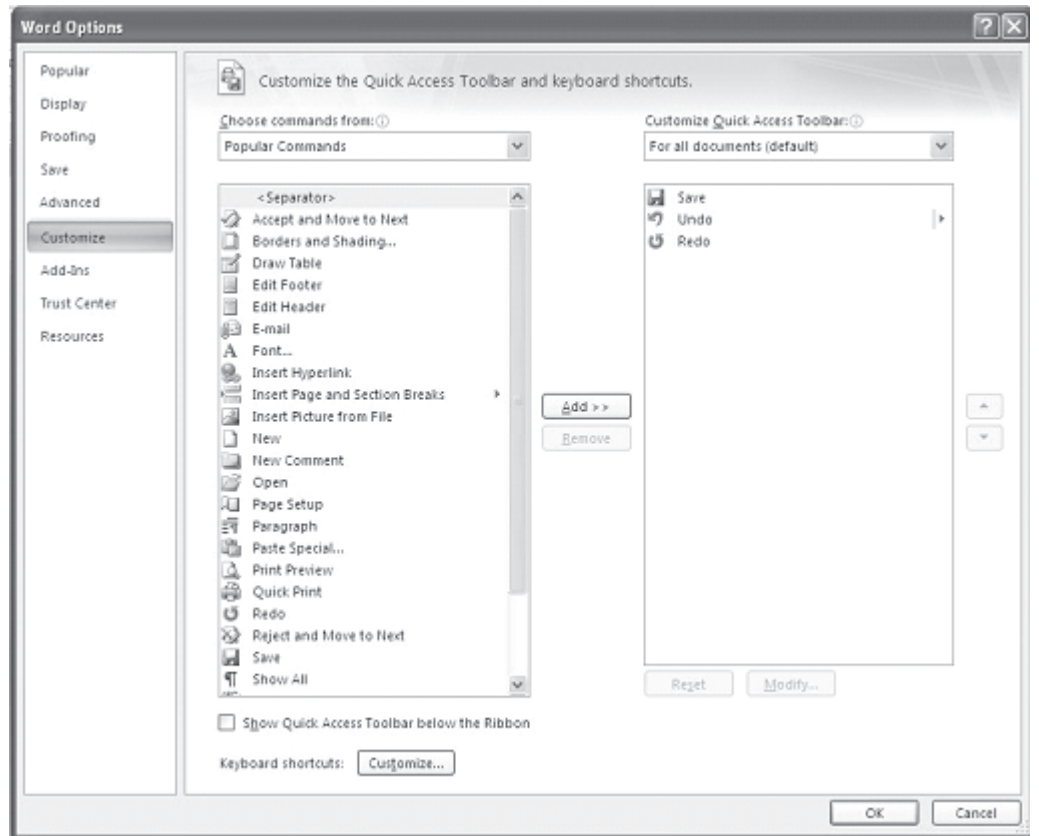 Word Options
Popular
Display
Proofing
Save
Advanced
Customize
Add-Ins
Trust Center
Resources
Customize the Quick Access Toolbar and keyboard shortcuts.
Choose commands from:
Popular Commands
<Separator>
Accept and Move to Next
Borders and Shading...
Draw Table
Edit Footer
Edit Header
E-mail
Font...
Insert Hyperlink
Insert Page and Section Breaks
Insert Picture from File
New
New Comment
Open
Page Setup
Paragraph
Paste Special...
Print Preview
Quick Print
Redo
Reject and Move to Next
Save
Show All
Add >>
Remove
Customize Quick Access Toolbar:
For all documents (default)
Save
Undo
Redo
Reset Modify...
Show Quick Access Toolbar below the Ribbon
Keyboard shortcuts: Customize...
OK Cancel